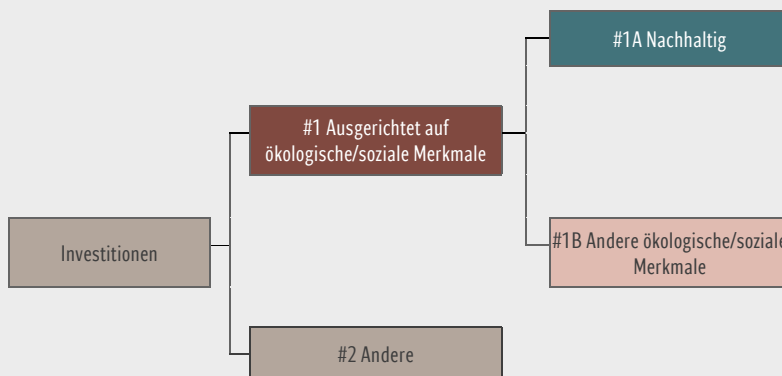 #1A Nachhaltig
#1 Ausgerichtet auf
ökologische/soziale Merkmale
Investitionen
#1B Andere ökologische/soziale
Merkmale
#2 Andere